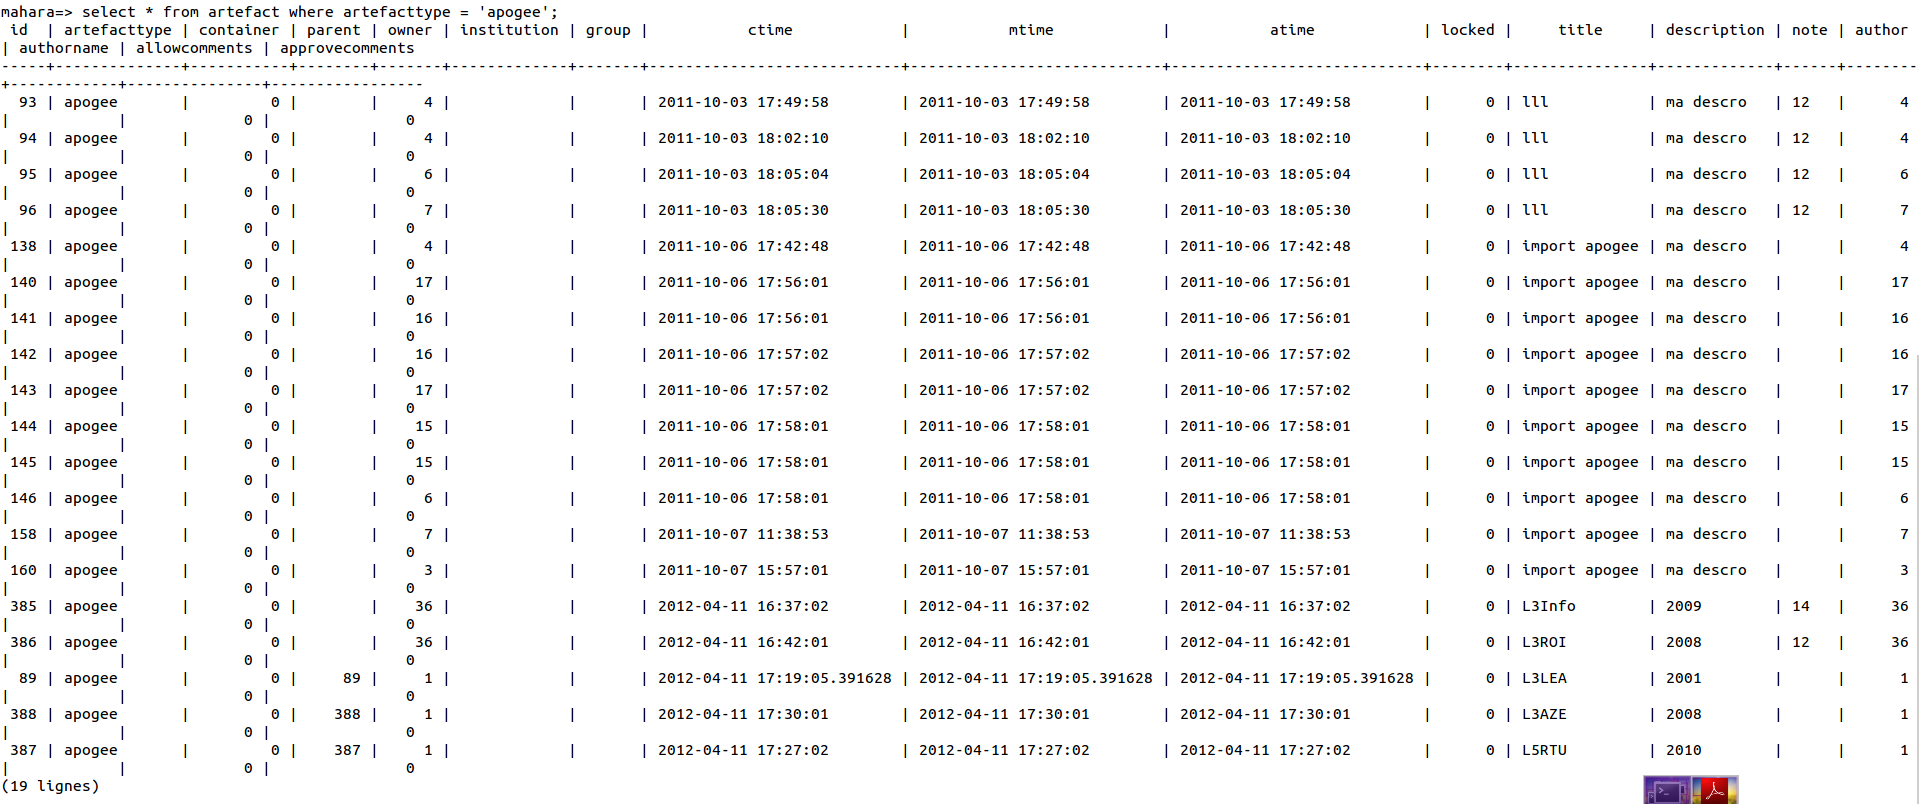 mahara=> select * from artefact where artefacttype = 'apogee';
 id  | artefacttype | container | parent | owner | institution | group |           ctime            |           mtime            |           atime            | locked |     title     | description | note | author
| authorname | allowcomments | approvecomments
-----+--------------+-----------+--------+-------+-------------+-------+----------------------------+----------------------------+----------------------------+--------+---------------+-------------+------+--------
+------------+---------------+-----------------
  93 | apogee       |         0 |        |     4 |             |       | 2011-10-03 17:49:58        | 2011-10-03 17:49:58        | 2011-10-03 17:49:58        |      0 | lll           | ma descro   | 12   |      4
|            |             0 |               0
  94 | apogee       |         0 |        |     4 |             |       | 2011-10-03 18:02:10        | 2011-10-03 18:02:10        | 2011-10-03 18:02:10        |      0 | lll           | ma descro   | 12   |      4
|            |             0 |               0
  95 | apogee       |         0 |        |     6 |             |       | 2011-10-03 18:05:04        | 2011-10-03 18:05:04        | 2011-10-03 18:05:04        |      0 | lll           | ma descro   | 12   |      6
|            |             0 |               0
  96 | apogee       |         0 |        |     7 |             |       | 2011-10-03 18:05:30        | 2011-10-03 18:05:30        | 2011-10-03 18:05:30        |      0 | lll           | ma descro   | 12   |      7
|            |             0 |               0
 138 | apogee       |         0 |        |     4 |             |       | 2011-10-06 17:42:48        | 2011-10-06 17:42:48        | 2011-10-06 17:42:48        |      0 | import apogee | ma descro   |      |      4
|            |             0 |               0
 140 | apogee       |         0 |        |    17 |             |       | 2011-10-06 17:56:01        | 2011-10-06 17:56:01        | 2011-10-06 17:56:01        |      0 | import apogee | ma descro   |      |     17
|            |             0 |               0
 141 | apogee       |         0 |        |    16 |             |       | 2011-10-06 17:56:01        | 2011-10-06 17:56:01        | 2011-10-06 17:56:01        |      0 | import apogee | ma descro   |      |     16
|            |             0 |               0
 142 | apogee       |         0 |        |    16 |             |       | 2011-10-06 17:57:02        | 2011-10-06 17:57:02        | 2011-10-06 17:57:02        |      0 | import apogee | ma descro   |      |     16
|            |             0 |               0
 143 | apogee       |         0 |        |    17 |             |       | 2011-10-06 17:57:02        | 2011-10-06 17:57:02        | 2011-10-06 17:57:02        |      0 | import apogee | ma descro   |      |     17
|            |             0 |               0
 144 | apogee       |         0 |        |    15 |             |       | 2011-10-06 17:58:01        | 2011-10-06 17:58:01        | 2011-10-06 17:58:01        |      0 | import apogee | ma descro   |      |     15
|            |             0 |               0
 145 | apogee       |         0 |        |    15 |             |       | 2011-10-06 17:58:01        | 2011-10-06 17:58:01        | 2011-10-06 17:58:01        |      0 | import apogee | ma descro   |      |     15
|            |             0 |               0
 146 | apogee       |         0 |        |     6 |             |       | 2011-10-06 17:58:01        | 2011-10-06 17:58:01        | 2011-10-06 17:58:01        |      0 | import apogee | ma descro   |      |      6
|            |             0 |               0
 158 | apogee       |         0 |        |     7 |             |       | 2011-10-07 11:38:53        | 2011-10-07 11:38:53        | 2011-10-07 11:38:53        |      0 | import apogee | ma descro   |      |      7
|            |             0 |               0
 160 | apogee       |         0 |        |     3 |             |       | 2011-10-07 15:57:01        | 2011-10-07 15:57:01        | 2011-10-07 15:57:01        |      0 | import apogee | ma descro   |      |      3
|            |             0 |               0
 385 | apogee       |         0 |        |    36 |             |       | 2012-04-11 16:37:02        | 2012-04-11 16:37:02        | 2012-04-11 16:37:02        |      0 | L3Info        | 2009        | 14   |     36
|            |             0 |               0
 386 | apogee       |         0 |        |    36 |             |       | 2012-04-11 16:42:01        | 2012-04-11 16:42:01        | 2012-04-11 16:42:01        |      0 | L3ROI         | 2008        | 12   |     36
|            |             0 |               0
  89 | apogee       |         0 |     89 |     1 |             |       | 2012-04-11 17:19:05.391628 | 2012-04-11 17:19:05.391628 | 2012-04-11 17:19:05.391628 |      0 | L3LEA         | 2001        |      |      1
|            |             0 |               0
 388 | apogee       |         0 |    388 |     1 |             |       | 2012-04-11 17:30:01        | 2012-04-11 17:30:01        | 2012-04-11 17:30:01        |      0 | L3AZE         | 2008        |      |      1
|            |             0 |               0
 387 | apogee       |         0 |    387 |     1 |             |       | 2012-04-11 17:27:02        | 2012-04-11 17:27:02        | 2012-04-11 17:27:02        |      0 | L5RTU         | 2010        |      |      1
|            |             0 |               0
(19 lignes)